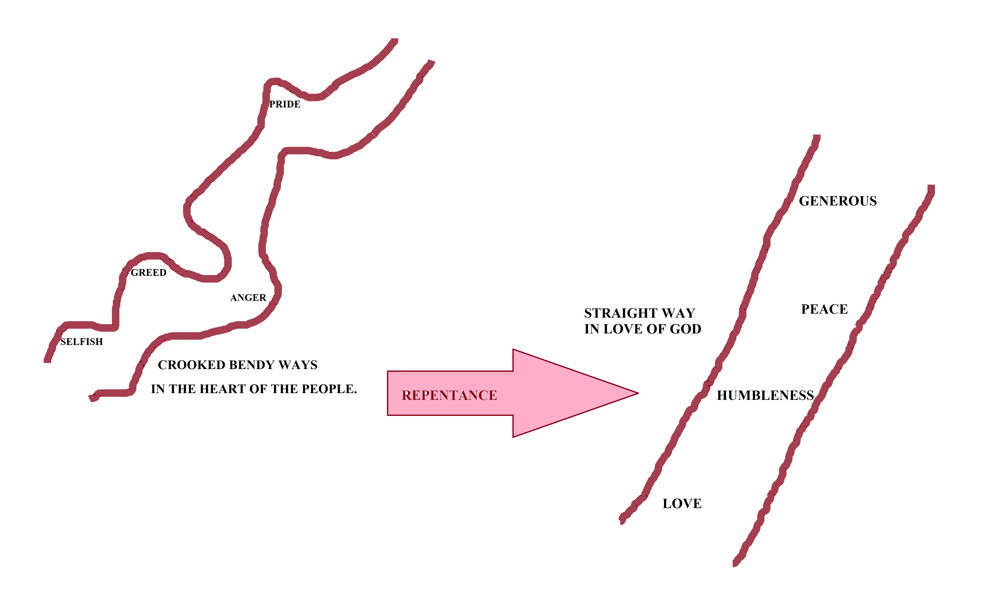 PRIDE
GREED
ANGER
SELFISH
CROOKED BENDY WAYS
IN THE HEART OF THE PEOPLE.
REPENTANCE
STRAIGHT WAY
IN LOVE OF GOD
GENEROUS
PEACE
HUMBLENESS
LOVE